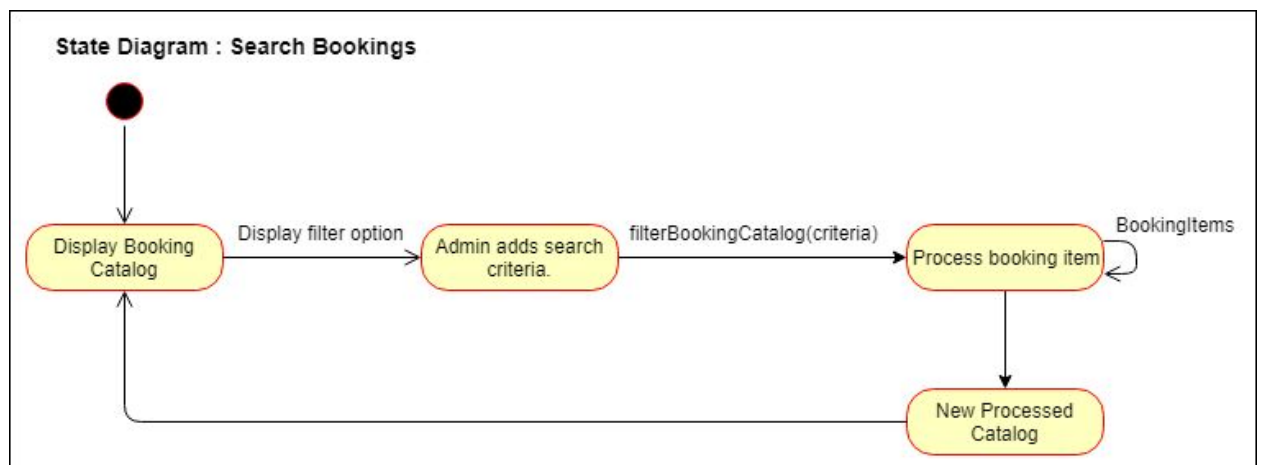 State Diagram : Search Bookings
Display Booking
Catalog
Display filter option
Admin adds search
criteria.
filterBookingCatalog(criteria)
Process booking item
BookingItems
New Processed
Catalog